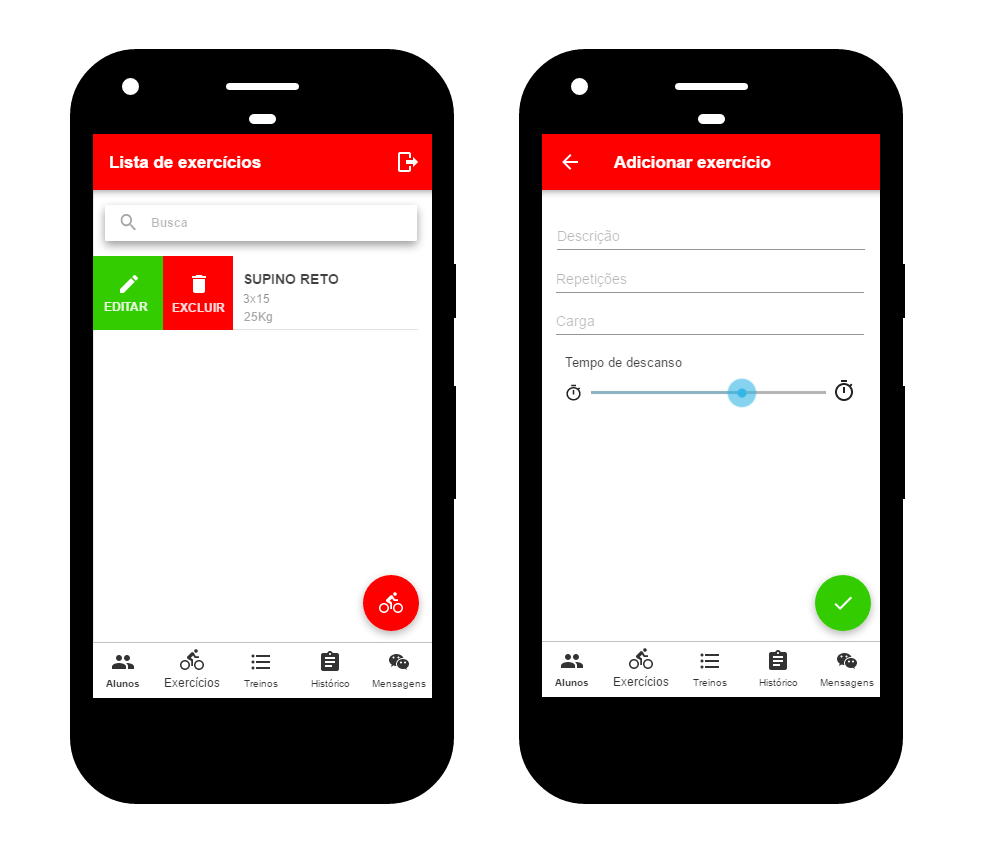 Lista de exercícios
Busca
EDITAR
EXCLUIR
SUPINO RETO
3x15
25Kg
Alunos
Exercícios
Treinos
Histórico
Mensagens
Adicionar exercício
Descrição
Repetições
Carga
Tempo de descanso
Alunos
Exercícios
Treinos
Histórico
Mensagens